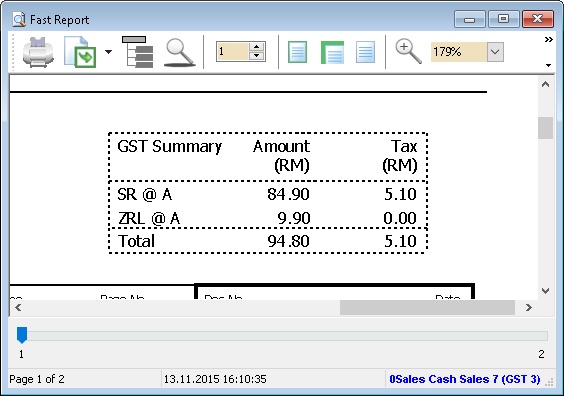 Fast Report
1
179%
»
GST Summary Amount Tax
(RM) (RM)
SR @ A 84.90 5.10
ZRL @ A 9.90 0.00
Total 94.80 5.10
Page No Doc No Date
1 2
Page 1 of 2 13.11.2015 16:10:35 0Sales Cash Sales 7 (GST 3)